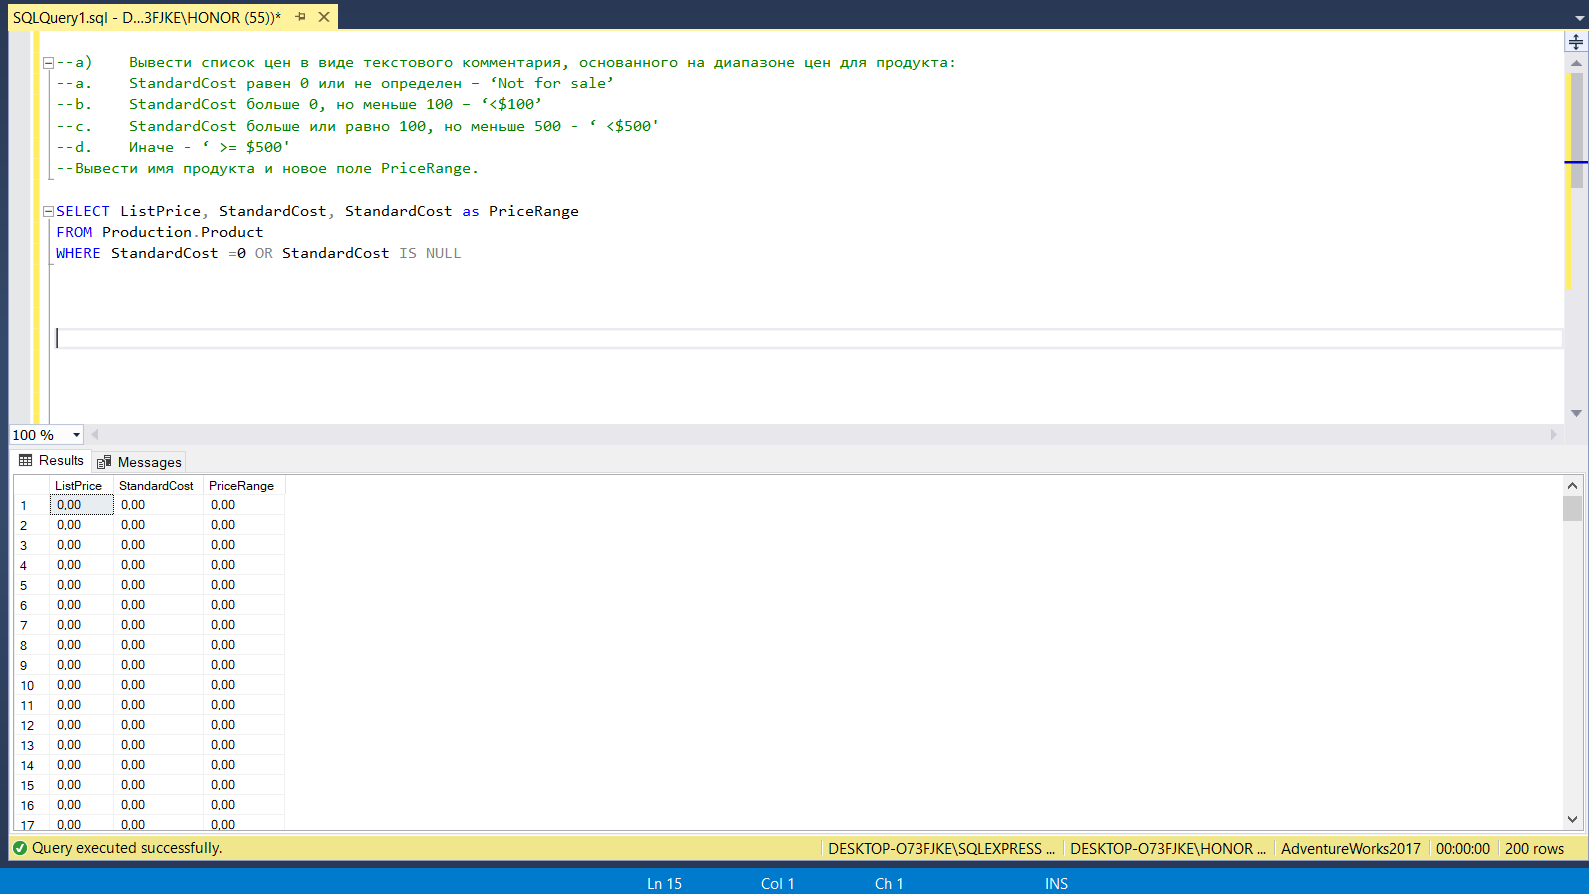 SQLQuery1.sql - D...3FJKE\HONOR (55))*
--a)    Вывести список цен в виде текстового комментария, основанного на диапазоне цен для продукта:
--a.    StandardCost равен 0 или не определен – ‘Not for sale’
--b.    StandardCost больше 0, но меньше 100 – ‘<$100’
--c.    StandardCost больше или равно 100, но меньше 500 - ‘ <$500'
--d.    Иначе - ‘ >= $500'
--Вывести имя продукта и новое поле PriceRange.
SELECT ListPrice, StandardCost, StandardCost as PriceRange
FROM Production.Product
WHERE StandardCost =0 OR StandardCost IS NULL
100 %
Results Messages
ListPrice StandardCost PriceRange
1 0,00 0,00 0,00
2 0,00 0,00 0,00
3 0,00 0,00 0,00
4 0,00 0,00 0,00
5 0,00 0,00 0,00
6 0,00 0,00 0,00
7 0,00 0,00 0,00
8 0,00 0,00 0,00
9 0,00 0,00 0,00
10 0,00 0,00 0,00
11 0,00 0,00 0,00
12 0,00 0,00 0,00
13 0,00 0,00 0,00
14 0,00 0,00 0,00
15 0,00 0,00 0,00
16 0,00 0,00 0,00
17 0,00 0,00 0,00
Query executed successfully. DESKTOP-O73FJKE\SQLEXPRESS ... DESKTOP-O73FJKE\HONOR ... AdventureWorks2017 00:00:00 200 rows
Ln 15 Col 1 Ch 1 INS